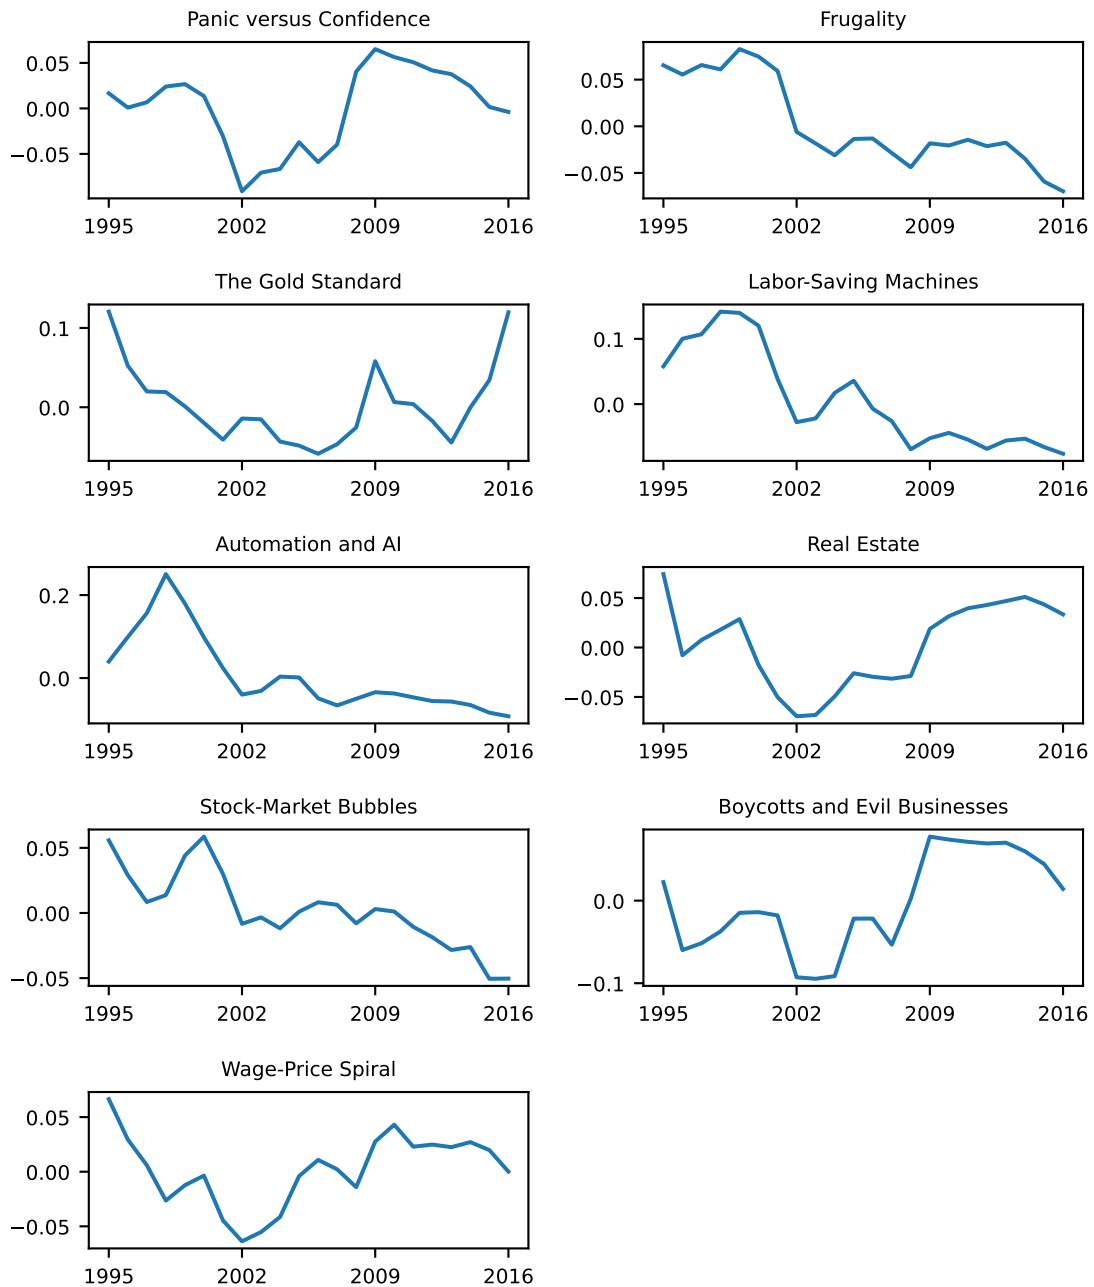 Panic versus Confidence
0.05
0.00
−0.05
1995 2002 2009 2016
Frugality
0.05
0.00
−0.05
1995 2002 2009 2016
The Gold Standard
0.1
0.0
1995 2002 2009 2016
Labor-Saving Machines
0.1
0.0
1995 2002 2009 2016
Automation and AI
0.2
0.0
1995 2002 2009 2016
Real Estate
0.05
0.00
−0.05
1995 2002 2009 2016
Stock-Market Bubbles
0.05
0.00
−0.05
1995 2002 2009 2016
Boycotts and Evil Businesses
0.0
−0.1
1995 2002 2009 2016
Wage-Price Spiral
0.05
0.00
−0.05
1995 2002 2009 2016